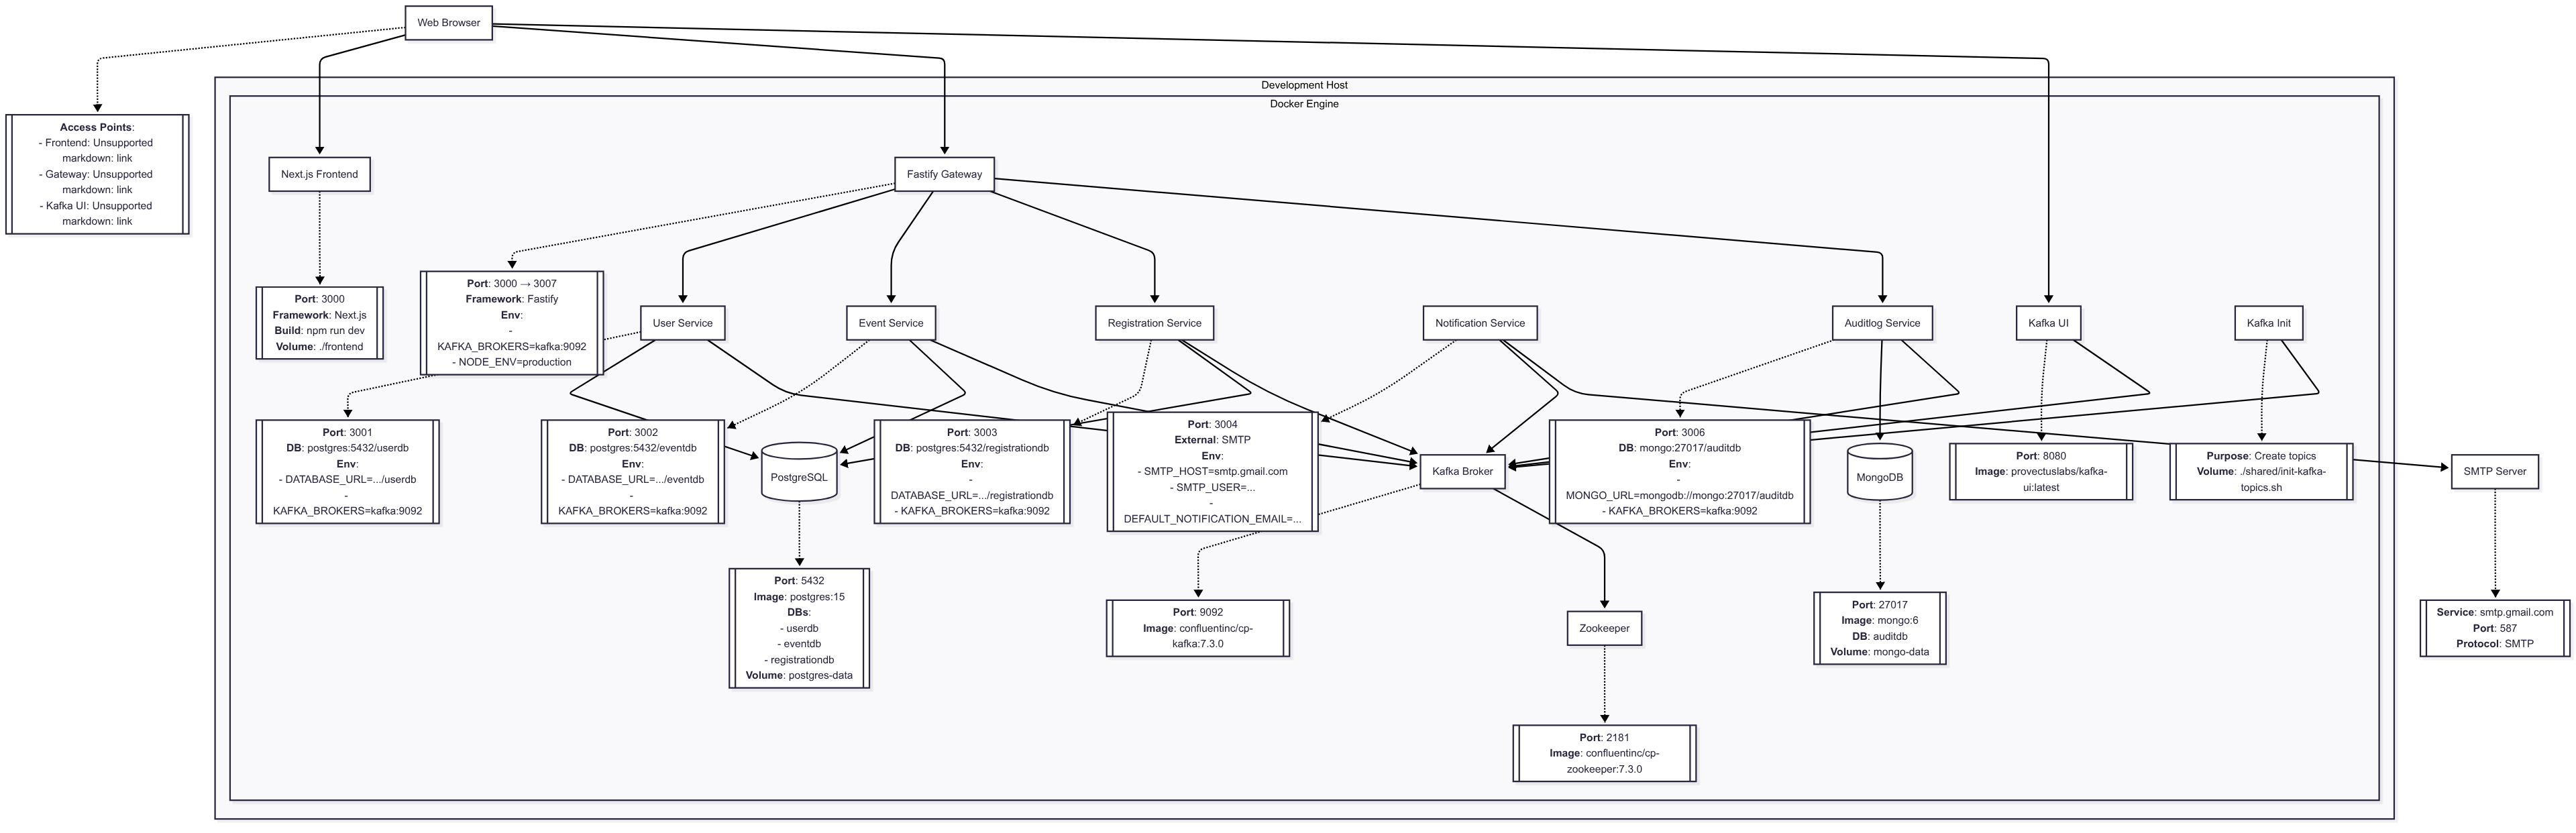 Web Browser
Development Host
Docker Engine
Access Points:
- Frontend: Unsupported
markdown: link
- Gateway: Unsupported
markdown: link
- Kafka UI: Unsupported
markdown: link
Next.js Frontend
Fastify Gateway
Port: 3000
Framework: Next.js
Build: npm run dev
Volume: ./frontend
Port: 3000 → 3007
Framework: Fastify
Env:
-
KAFKA_BROKERS=kafka:9092
- NODE_ENV=production
User Service
Event Service
Registration Service
Notification Service
Auditlog Service
Kafka UI
Kafka Init
Port: 3001
DB: postgres:5432/userdb
Env:
- DATABASE_URL=.../userdb
-
KAFKA_BROKERS=kafka:9092
Port: 3002
DB: postgres:5432/eventdb
Env:
- DATABASE_URL=.../eventdb
-
KAFKA_BROKERS=kafka:9092
PostgreSQL
Port: 3003
DB: postgres:5432/registrationdb
Env:
-
DATABASE_URL=.../registrationdb
- KAFKA_BROKERS=kafka:9092
Port: 3004
External: SMTP
Env:
- SMTP_HOST=smtp.gmail.com
- SMTP_USER=...
-
DEFAULT_NOTIFICATION_EMAIL=...
Kafka Broker
Port: 3006
DB: mongo:27017/auditdb
Env:
-
MONGO_URL=mongodb://mongo:27017/auditdb
- KAFKA_BROKERS=kafka:9092
MongoDB
Port: 8080
Image: provectuslabs/kafka-
ui:latest
Purpose: Create topics
Volume: ./shared/init-kafka-
topics.sh
SMTP Server
Port: 5432
Image: postgres:15
DBs:
- userdb
- eventdb
- registrationdb
Volume: postgres-data
Port: 9092
Image: confluentinc/cp-
kafka:7.3.0
Zookeeper
Port: 27017
Image: mongo:6
DB: auditdb
Volume: mongo-data
Service: smtp.gmail.com
Port: 587
Protocol: SMTP
Port: 2181
Image: confluentinc/cp-
zookeeper:7.3.0